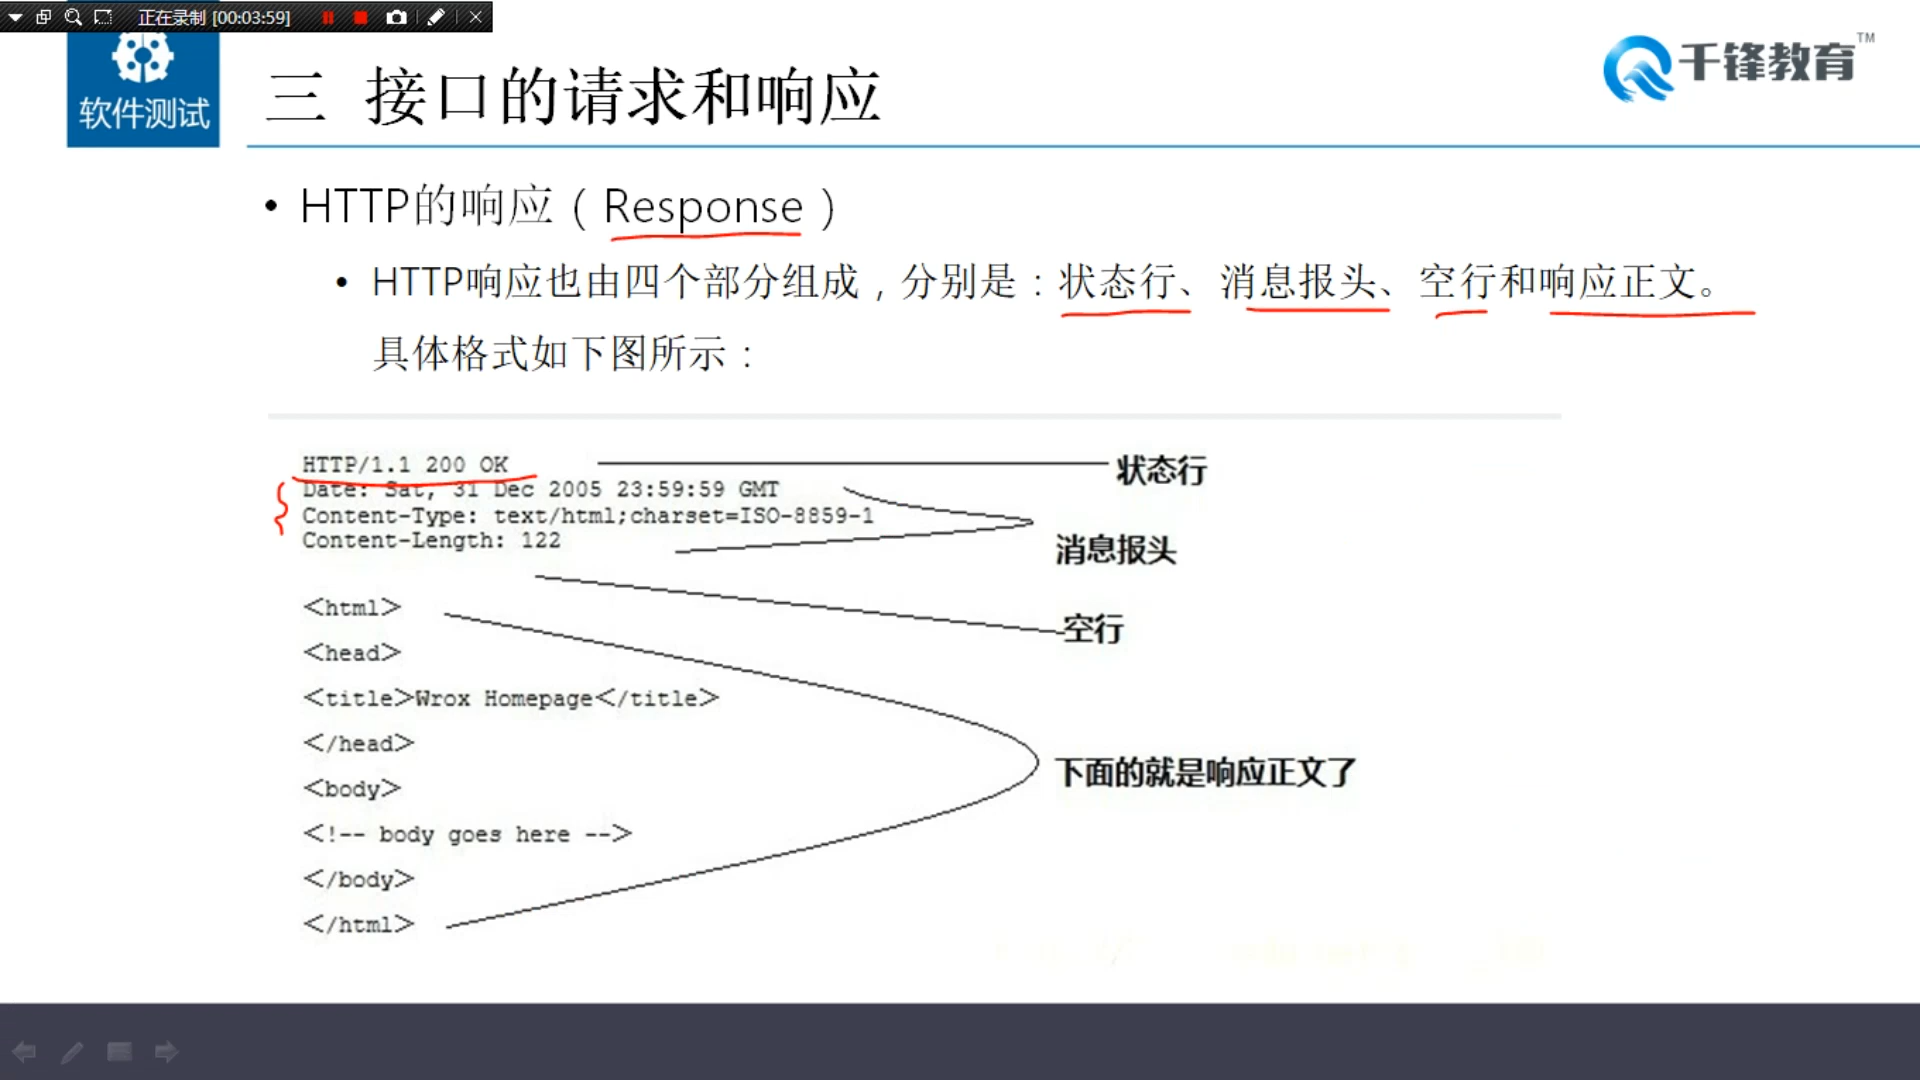 正在录制 [00:03:59]
软件测试
三 接口的请求和响应
千锋教育™
• HTTP的响应（Response）
• HTTP响应也由四个部分组成，分别是：状态行、消息报头、空行和响应正文。
具体格式如下图所示：
HTTP/1.1 200 OK
状态行
Date: Sat, 31 Dec 2005 23:59:59 GMT
Content-Type: text/html;charset=ISO-8859-1
Content-Length: 122
消息报头
空行
<html>
<head>
<title>Wrox Homepage</title>
</head>
下面的就是响应正文了
<body>
<!-- body goes here -->
</body>
</html>